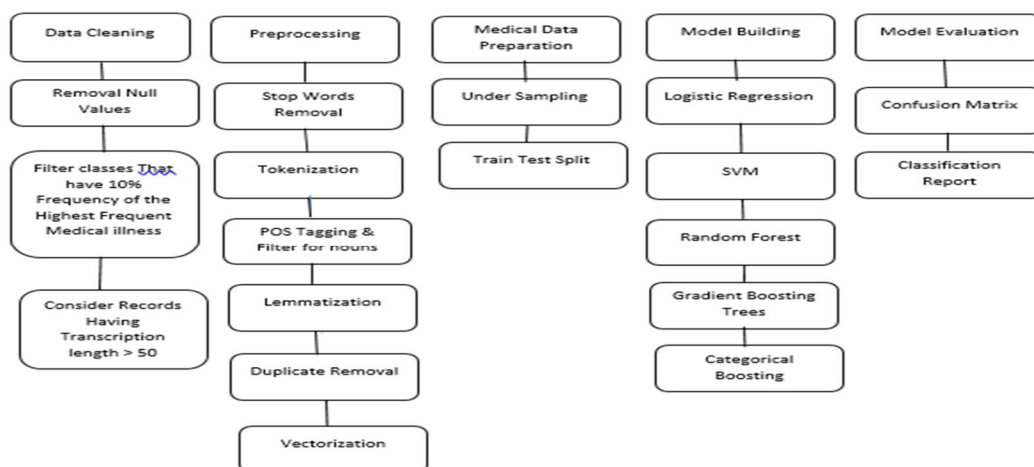 Data Cleaning
Removal Null
Values
Filter classes That
have 10%
Frequency of the
Highest Frequent
Medical illness
Consider Records
Having
Transcription
length > 50
Preprocessing
Stop Words
Removal
Tokenization
POS Tagging &
Filter for nouns
Lemmatization
Duplicate Removal
Vectorization
Medical Data
Preparation
Under Sampling
Train Test Split
Model Building
Logistic Regression
SVM
Random Forest
Gradient Boosting
Trees
Categorical
Boosting
Model Evaluation
Confusion Matrix
Classification
Report